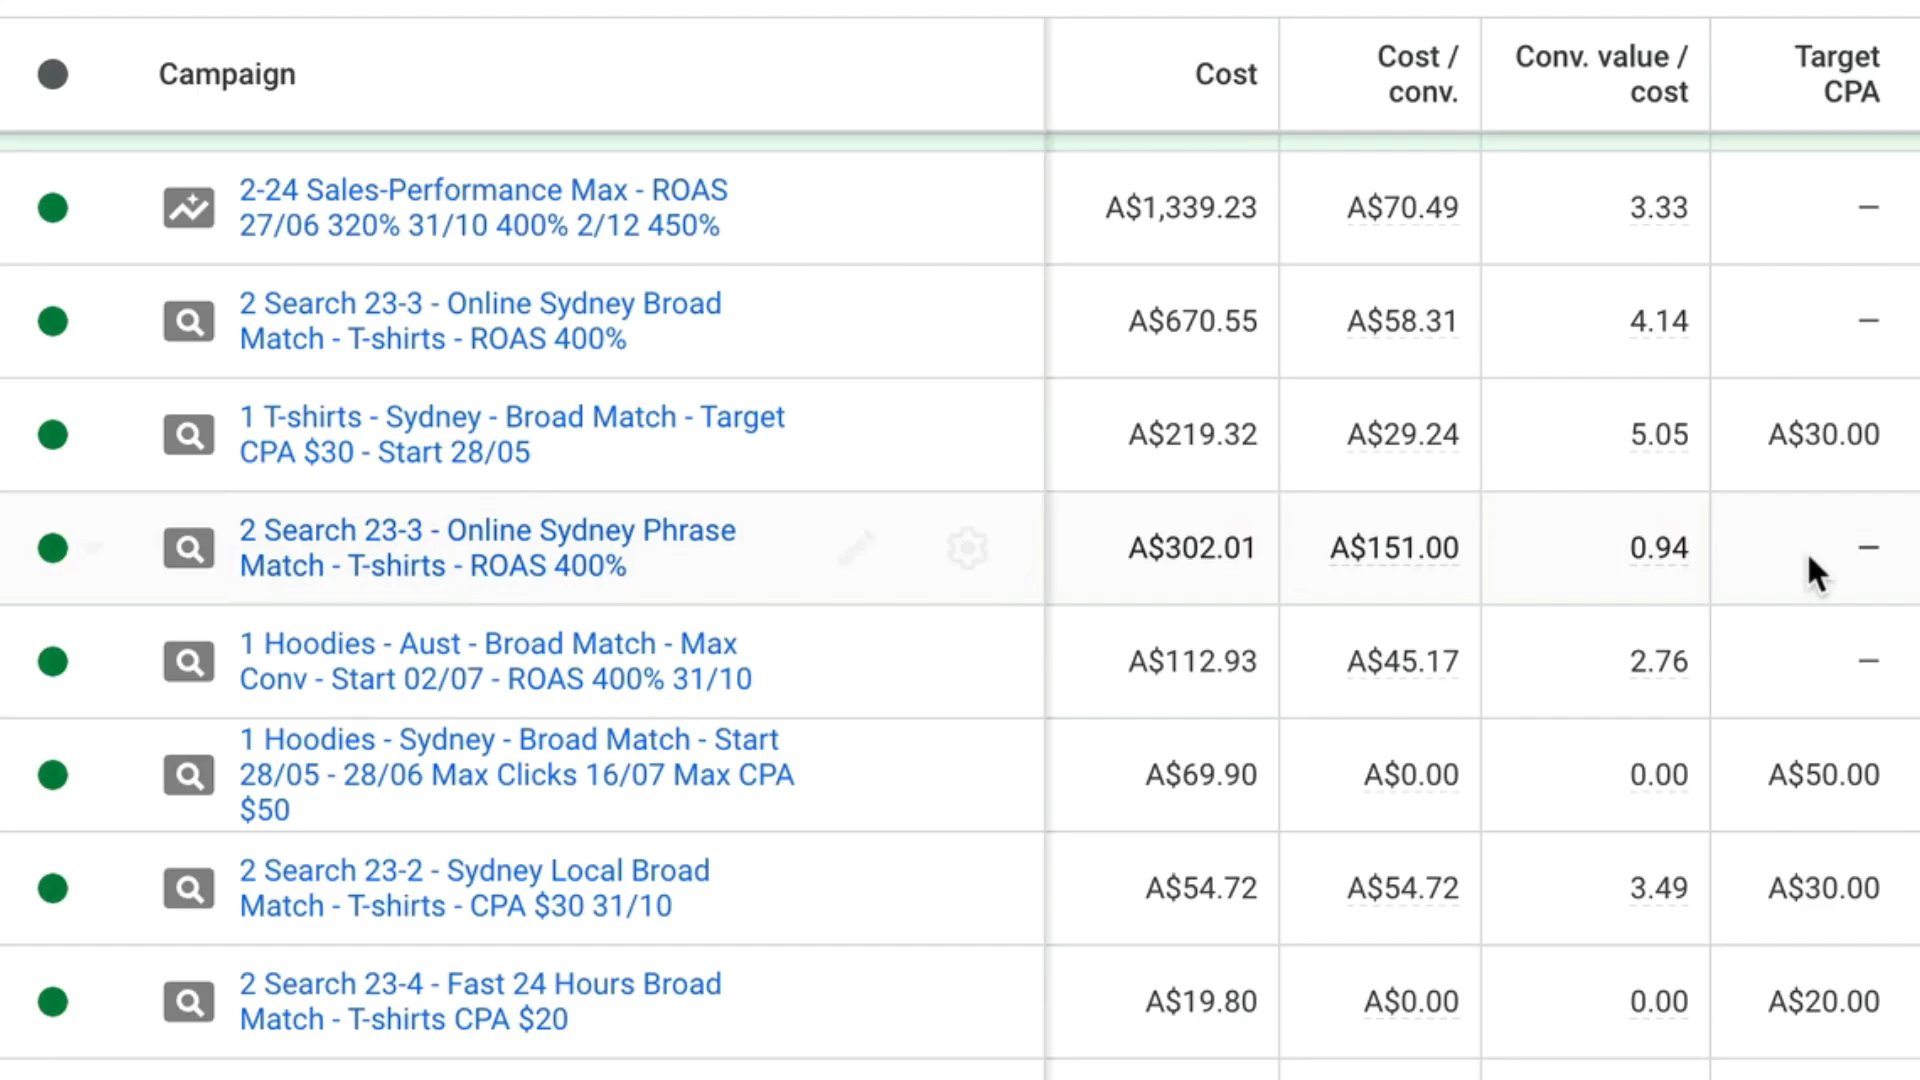 Campaign
Cost
Cost /
conv.
Conv. value /
cost
Target
CPA
2-24 Sales-Performance Max - ROAS
27/06 320% 31/10 400% 2/12 450%
A$1,339.23
A$70.49
3.33
—
2 Search 23-3 - Online Sydney Broad
Match - T-shirts - ROAS 400%
A$670.55
A$58.31
4.14
—
1 T-shirts - Sydney - Broad Match - Target
CPA $30 - Start 28/05
A$219.32
A$29.24
5.05
A$30.00
2 Search 23-3 - Online Sydney Phrase
Match - T-shirts - ROAS 400%
A$302.01
A$151.00
0.94
—
1 Hoodies - Aust - Broad Match - Max
Conv - Start 02/07 - ROAS 400% 31/10
A$112.93
A$45.17
2.76
—
1 Hoodies - Sydney - Broad Match - Start
28/05 - 28/06 Max Clicks 16/07 Max CPA
$50
A$69.90
A$0.00
0.00
A$50.00
2 Search 23-2 - Sydney Local Broad
Match - T-shirts - CPA $30 31/10
A$54.72
A$54.72
3.49
A$30.00
2 Search 23-4 - Fast 24 Hours Broad
Match - T-shirts CPA $20
A$19.80
A$0.00
0.00
A$20.00